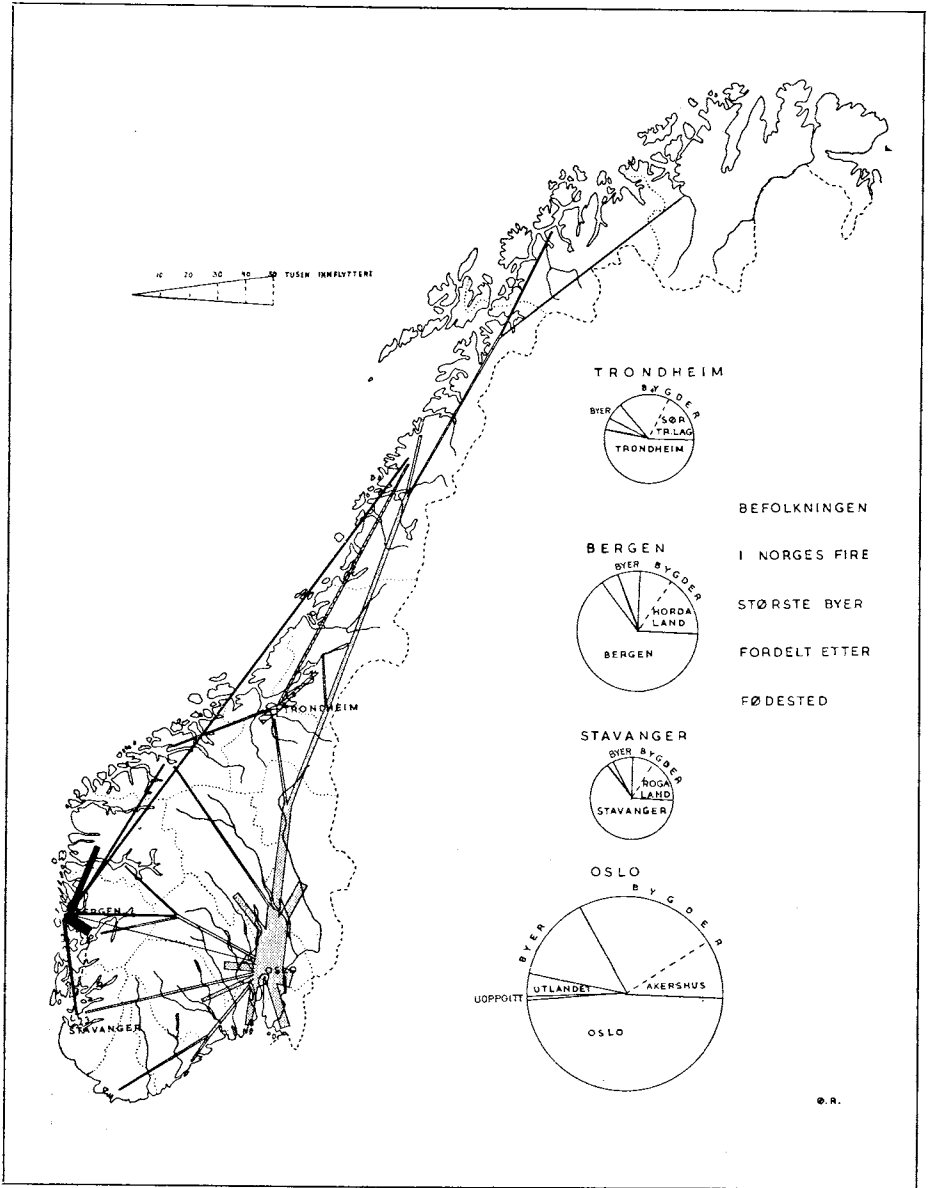 10 20 30 40 50 TUSEN INNFLYTTERE
TRONDHEIM
BYGDER
BYER
SØR
TR.LAG
TRONDHEIM
BEFOLKNINGEN
I NORGES FIRE
STØRSTE BYER
FORDELT ETTER
FØDESTED
BERGEN
BYER BYGDER
HORDA
LAND
BERGEN
TRONDHEIM
STAVANGER
BYER BYGDER
ROGA
LAND
STAVANGER
OSLO
BYGDER
BYER
UTLANDET
AKERSHUS
UOPPGITT
OSLO
BERGEN
OSLO
STAVANGER
Ø.R.